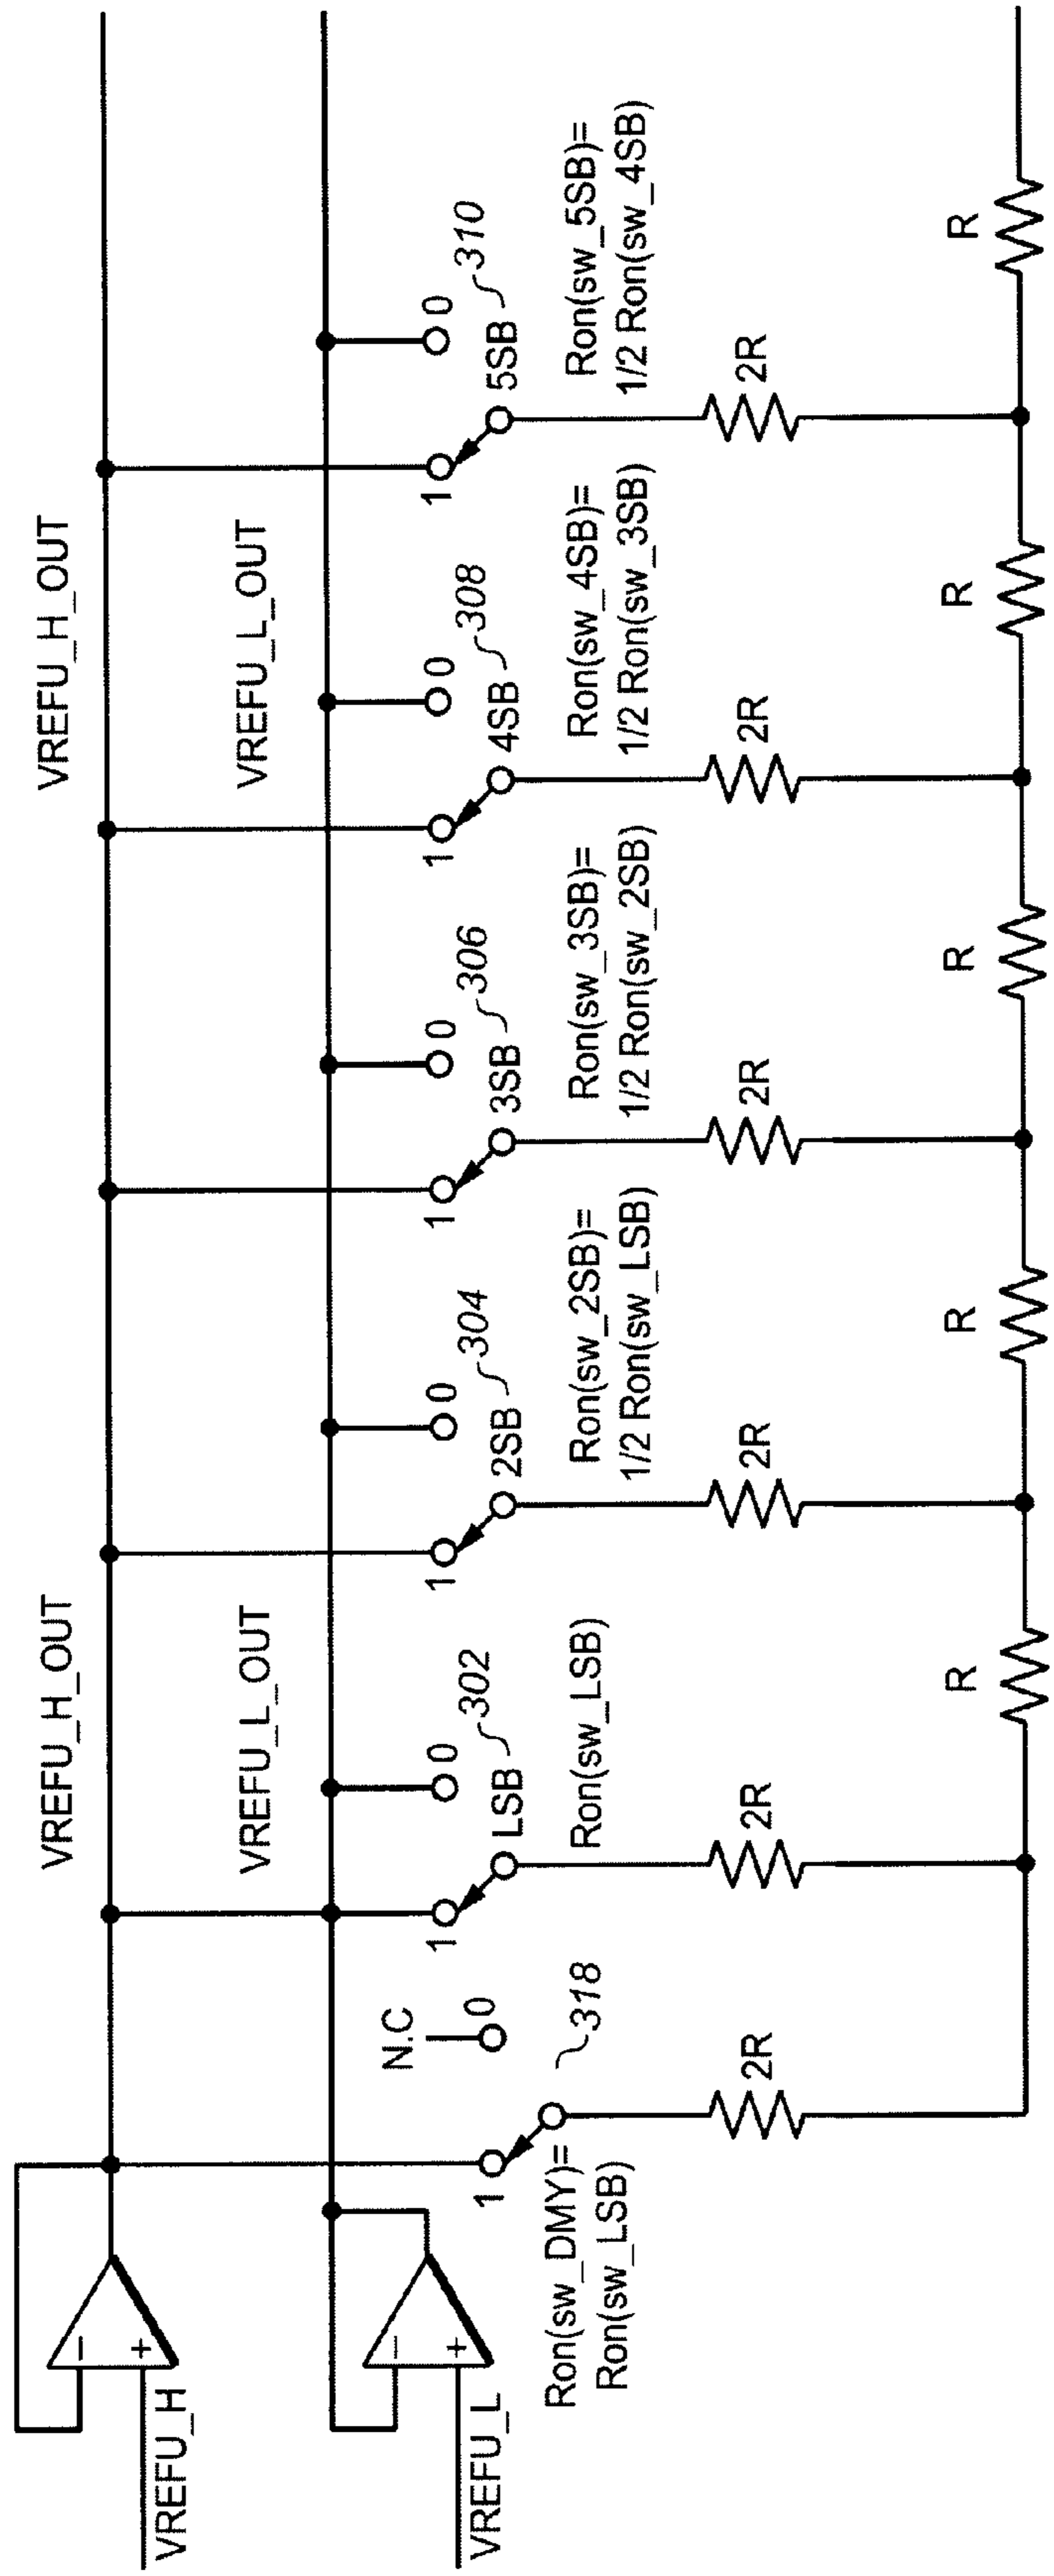 VREFU_H
VREFU_L
VREFU_H_OUT
VREFU_L_OUT
VREFU_H_OUT
VREFU_L_OUT
−
+
−
+
N.C
1
0
318
Ron(sw_DMY)=
Ron(sw_LSB)
2R
1
0
LSB
302
Ron(sw_LSB)
2R
R
1
0
2SB
304
Ron(sw_2SB)=
1/2 Ron(sw_LSB)
2R
R
1
0
3SB
306
Ron(sw_3SB)=
1/2 Ron(sw_2SB)
2R
R
1
0
4SB
308
Ron(sw_4SB)=
1/2 Ron(sw_3SB)
2R
R
1
0
5SB
310
Ron(sw_5SB)=
1/2 Ron(sw_4SB)
2R
R